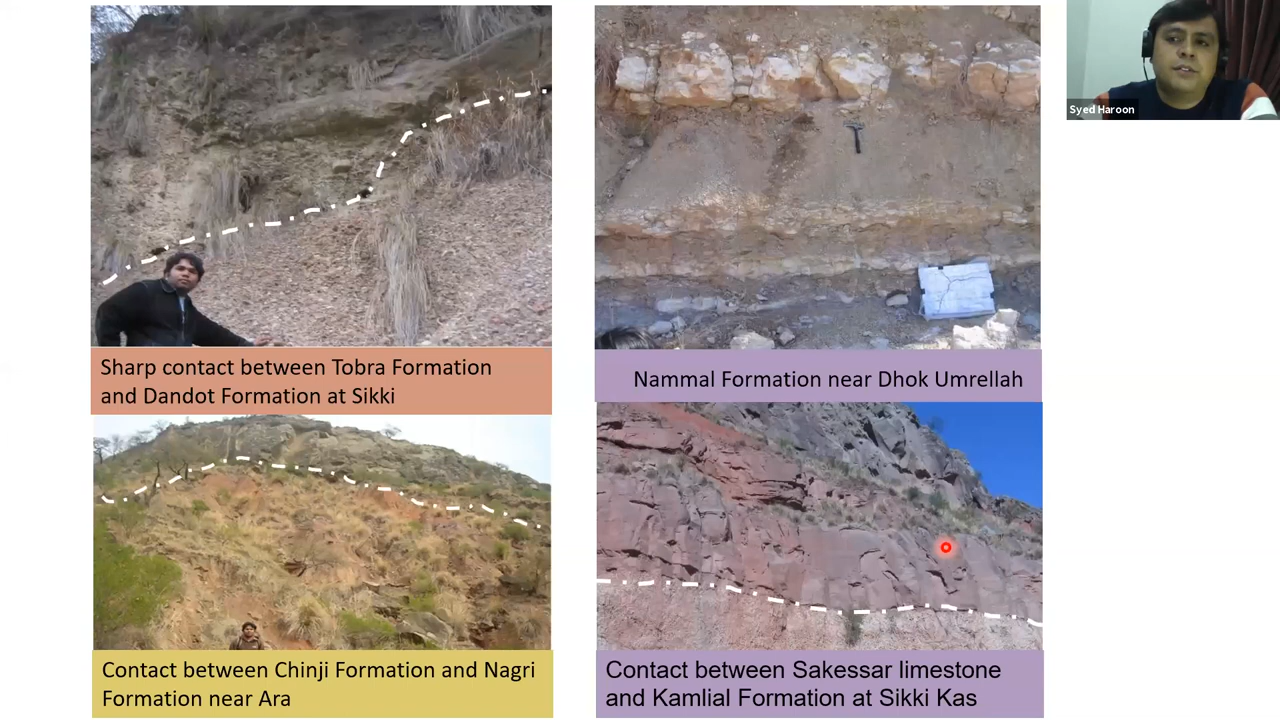 Syed Haroon
Sharp contact between Tobra Formation
and Dandot Formation at Sikki
Nammal Formation near Dhok Umrellah
Contact between Chinji Formation and Nagri
Formation near Ara
Contact between Sakessar limestone
and Kamlial Formation at Sikki Kas